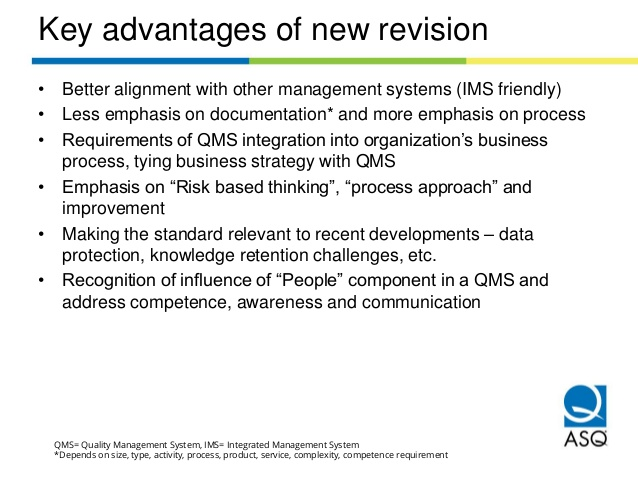 Key advantages of new revision
• Better alignment with other management systems (IMS friendly)
• Less emphasis on documentation* and more emphasis on process
• Requirements of QMS integration into organization’s business
process, tying business strategy with QMS
• Emphasis on “Risk based thinking”, “process approach” and
improvement
• Making the standard relevant to recent developments – data
protection, knowledge retention challenges, etc.
• Recognition of influence of “People” component in a QMS and
address competence, awareness and communication
ASQ
QMS= Quality Management System, IMS= Integrated Management System
*Depends on size, type, activity, process, product, service, complexity, competence requirement